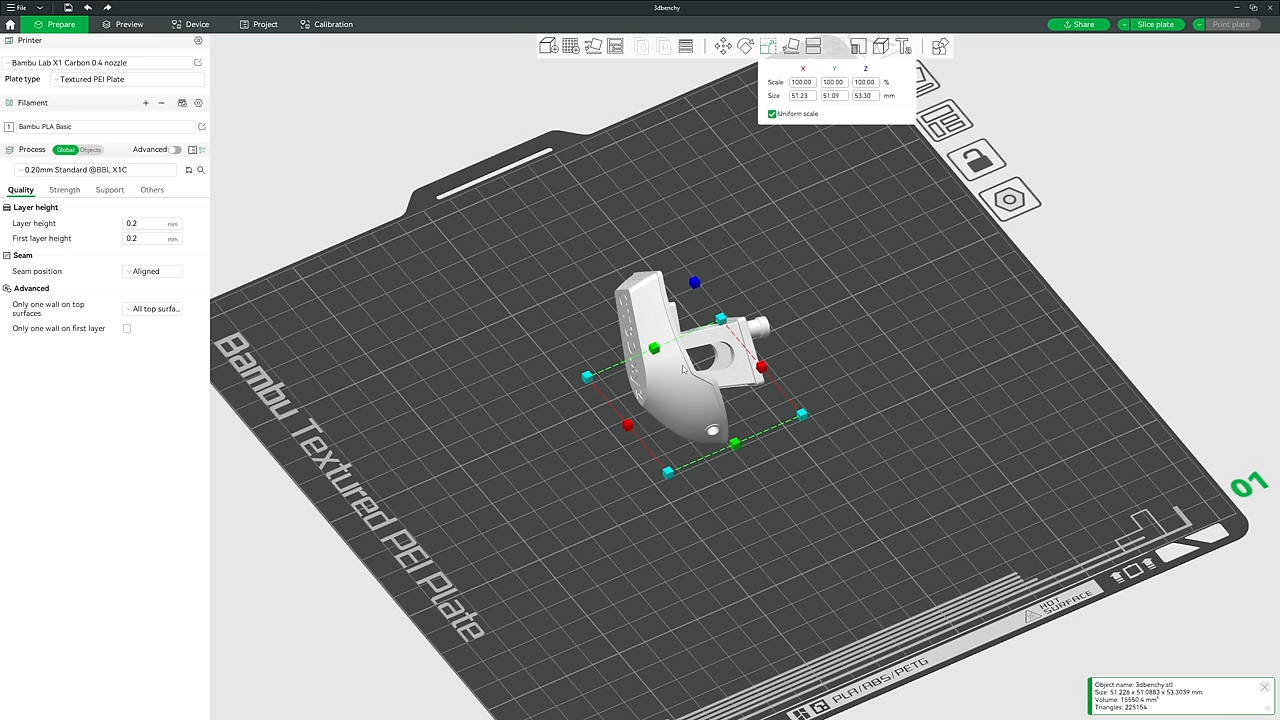 File
3dbenchy
Prepare
Preview
Device
Project
Calibration
Share
Slice plate
Print plate
Printer
Bambu Lab X1 Carbon 0.4 nozzle
Plate type
Textured PEI Plate
Filament
1
Bambu PLA Basic
Process
Global
Objects
Advanced
0.20mm Standard @BBL X1C
Quality
Strength
Support
Others
Layer height
Layer height
0.2
mm
First layer height
0.2
mm
Seam
Seam position
Aligned
Advanced
Only one wall on top
surfaces
All top surfa...
Only one wall on first layer
X
Y
Z
Scale
100.00
100.00
100.00
%
Size
51.23
51.09
53.30
mm
Uniform scale
Bambu Textured PEI Plate
01
HOT
SURFACE
PLA/ABS/PETG
Object name: 3dbenchy.stl
Size: 51.226 x 51.0883 x 53.3039 mm
Volume: 15550.4 mm³
Triangles: 225154